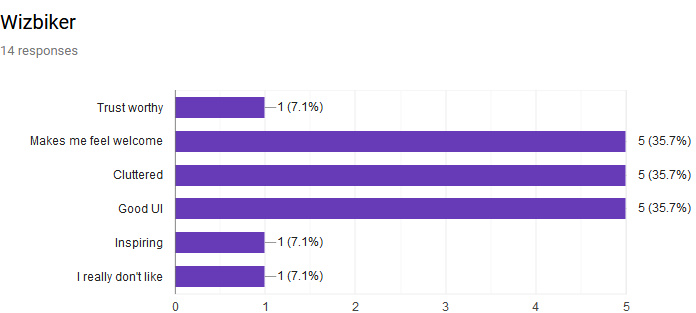 Wizbiker
14 responses
Trust worthy 1 (7.1%)
Makes me feel welcome 5 (35.7%)
Cluttered 5 (35.7%)
Good UI 5 (35.7%)
Inspiring 1 (7.1%)
I really don't like 1 (7.1%)
0 1 2 3 4 5